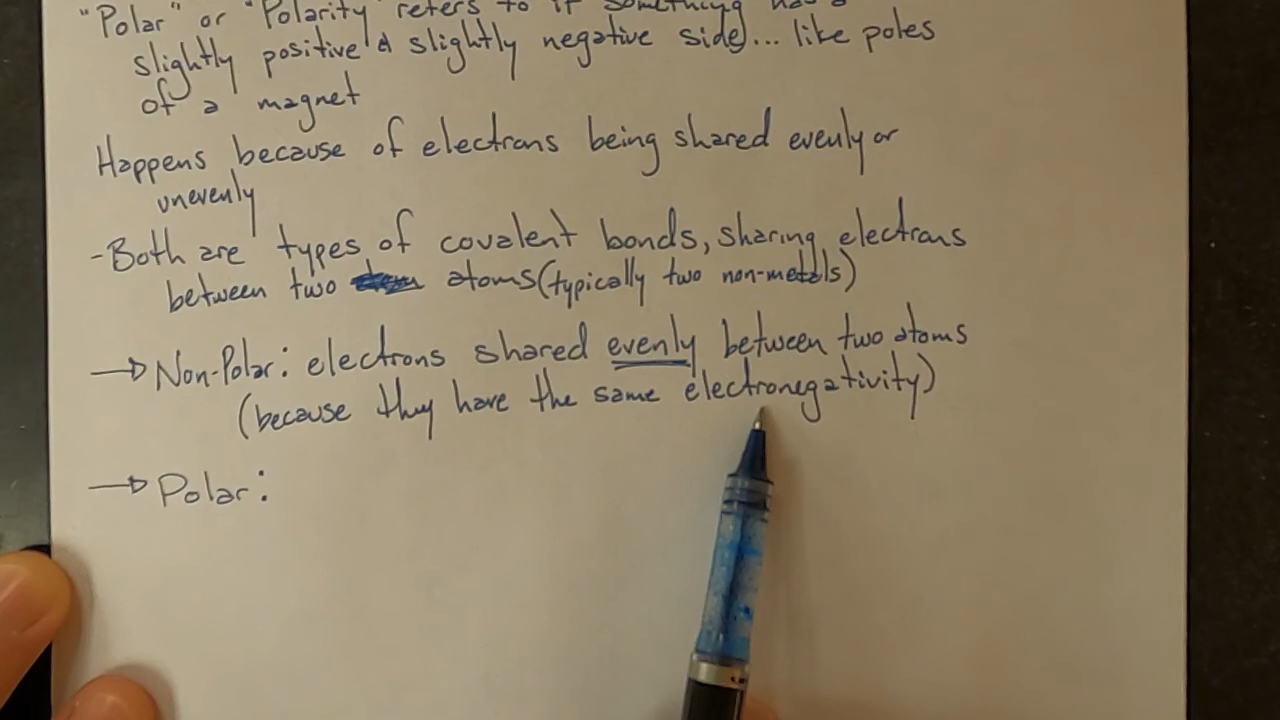 "Polar" or "Polarity" refers to if something has a
slightly positive & slightly negative side... like poles
of a magnet
Happens because of electrons being shared evenly or
unevenly
-Both are types of covalent bonds, sharing electrons
between two atoms (typically two non-metals)
→ Non-Polar: electrons shared evenly between two atoms
(because they have the same electronegativity)
→ Polar: